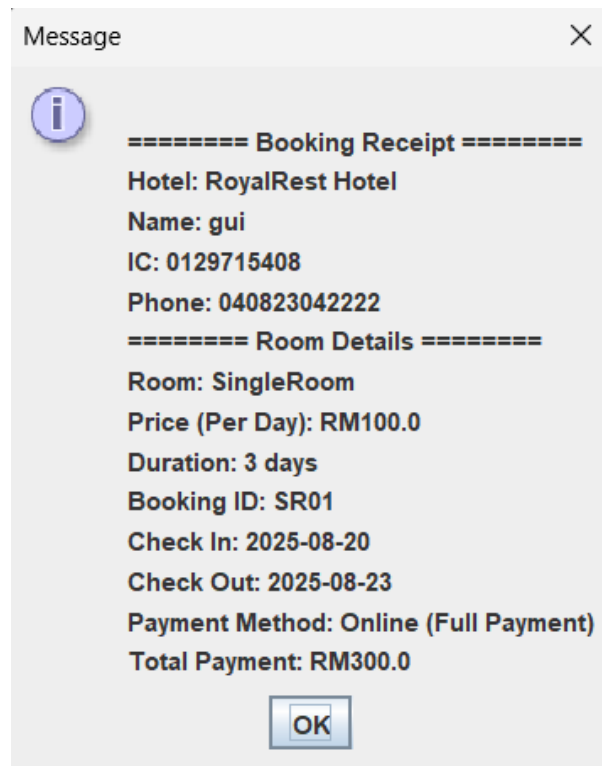 Message
======== Booking Receipt ========
Hotel: RoyalRest Hotel
Name: gui
IC: 0129715408
Phone: 040823042222
======== Room Details ========
Room: SingleRoom
Price (Per Day): RM100.0
Duration: 3 days
Booking ID: SR01
Check In: 2025-08-20
Check Out: 2025-08-23
Payment Method: Online (Full Payment)
Total Payment: RM300.0
OK